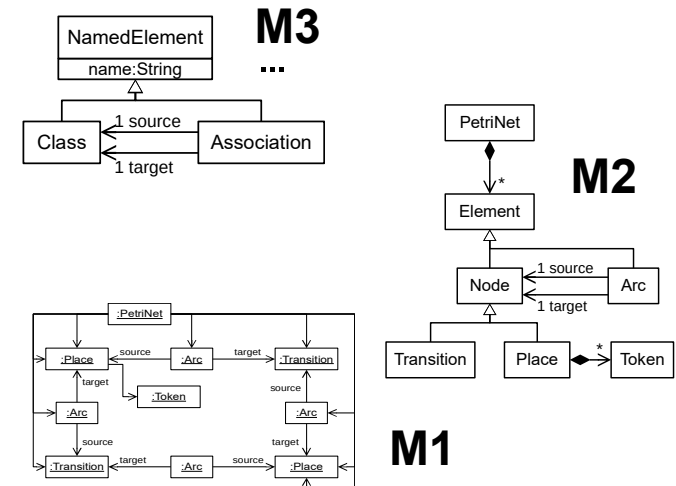 M3
NamedElement
name:String
...
Class
1 source
1 target
Association
M2
PetriNet
*
Element
Node
1 source
1 target
Arc
Transition
Place
*
Token
M1
:PetriNet
:Place
source
:Arc
target
:Transition
target
:Token
source
:Arc
:Arc
source
target
:Transition
target
:Arc
source
:Place